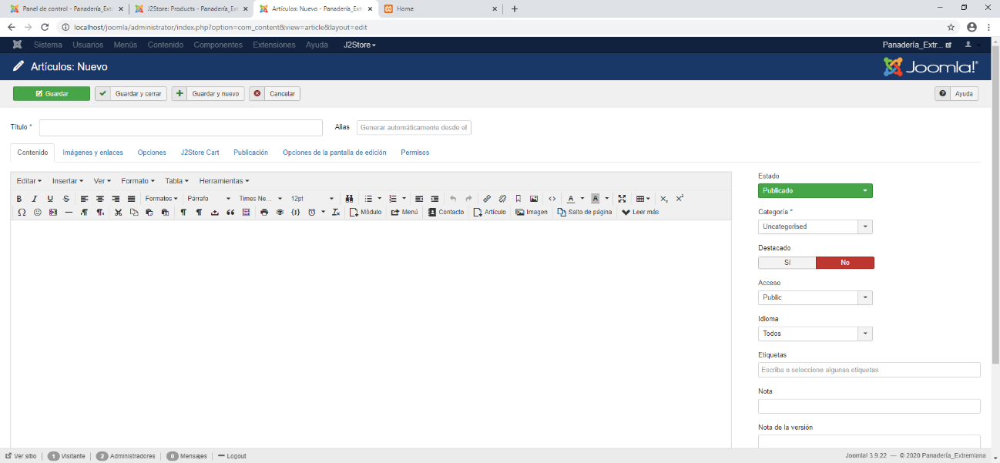 Panel de control - Panadería_Extr
J2Store: Products - Panadería_Ext
Artículos: Nuevo - Panadería_Extr
Home
localhost/joomla/administrator/index.php?option=com_content&view=article&layout=edit
Sistema Usuarios Menús Contenido Componentes Extensiones Ayuda J2Store
Panadería_Extr...
Artículos: Nuevo
Joomla!®
Guardar Guardar y cerrar Guardar y nuevo Cancelar Ayuda
Título *
Alias Generar automáticamente desde el
Contenido Imágenes y enlaces Opciones J2Store Cart Publicación Opciones de la pantalla de edición Permisos
Editar Insertar Ver Formato Tabla Herramientas
B I U S Formatos Párrafo Times Ne... 12pt A A
Módulo Menú Contacto Artículo Imagen Salto de página Leer más
Estado
Publicado
Categoría *
Uncategorised
Destacado
Sí No
Acceso
Public
Idioma
Todos
Etiquetas
Escriba o seleccione algunas etiquetas
Nota
Nota de la versión
Ver sitio 1 Visitante 2 Administradores 0 Mensajes Logout
Joomla! 3.9.22 — © 2020 Panadería_Extremiana